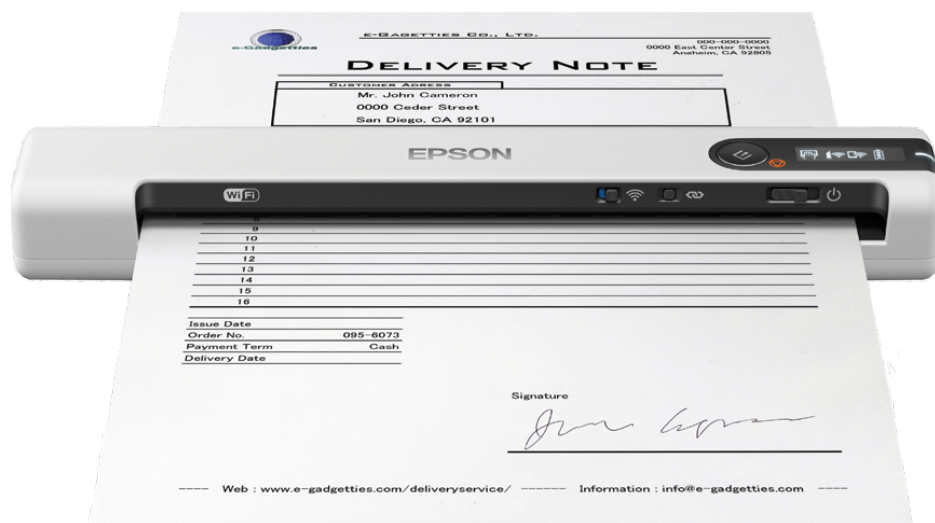 e-Gadgetties
e-Gagetties Co., Ltd.
000-000-0000
0000 East Center Street
Anaheim, CA 92805
Delivery Note
Customer Adress
Mr. John Cameron
0000 Ceder Street
San Diego, CA 92101
EPSON
WiFi
8
9
10
11
12
13
14
15
16
Issue Date
Order No. 095-6073
Payment Term Cash
Delivery Date
Signature
Web : www.e-gadgetties.com/deliveryservice/ Information : info@e-gadgetties.com